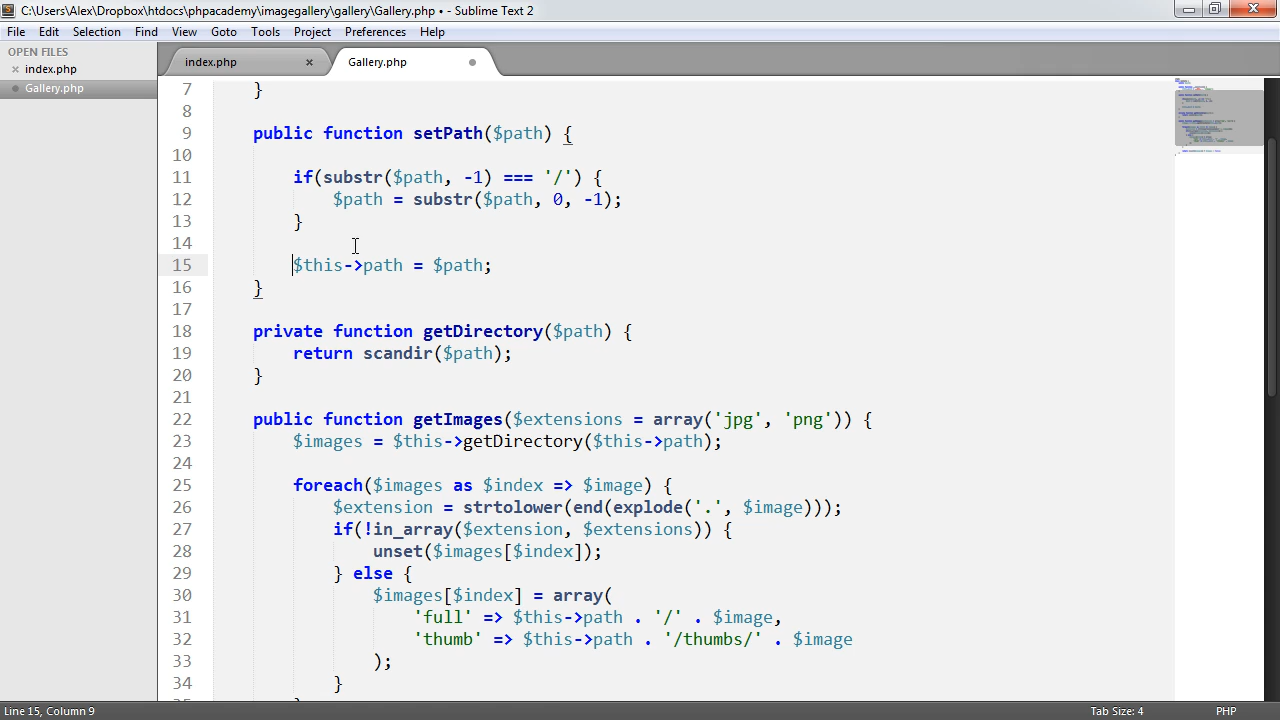 C:\Users\Alex\Dropbox\htdocs\phpacademy\imagegallery\gallery\Gallery.php • - Sublime Text 2
File Edit Selection Find View Goto Tools Project Preferences Help
OPEN FILES
index.php
Gallery.php
index.php Gallery.php
7 }
8
9 public function setPath($path) {
10
11 if(substr($path, -1) === '/') {
12 $path = substr($path, 0, -1);
13 }
14
15 $this->path = $path;
16 }
17
18 private function getDirectory($path) {
19 return scandir($path);
20 }
21
22 public function getImages($extensions = array('jpg', 'png')) {
23 $images = $this->getDirectory($this->path);
24
25 foreach($images as $index => $image) {
26 $extension = strtolower(end(explode('.', $image)));
27 if(!in_array($extension, $extensions)) {
28 unset($images[$index]);
29 } else {
30 $images[$index] = array(
31 'full' => $this->path . '/' . $image,
32 'thumb' => $this->path . '/thumbs/' . $image
33 );
34 }
Line 15, Column 9 Tab Size: 4 PHP